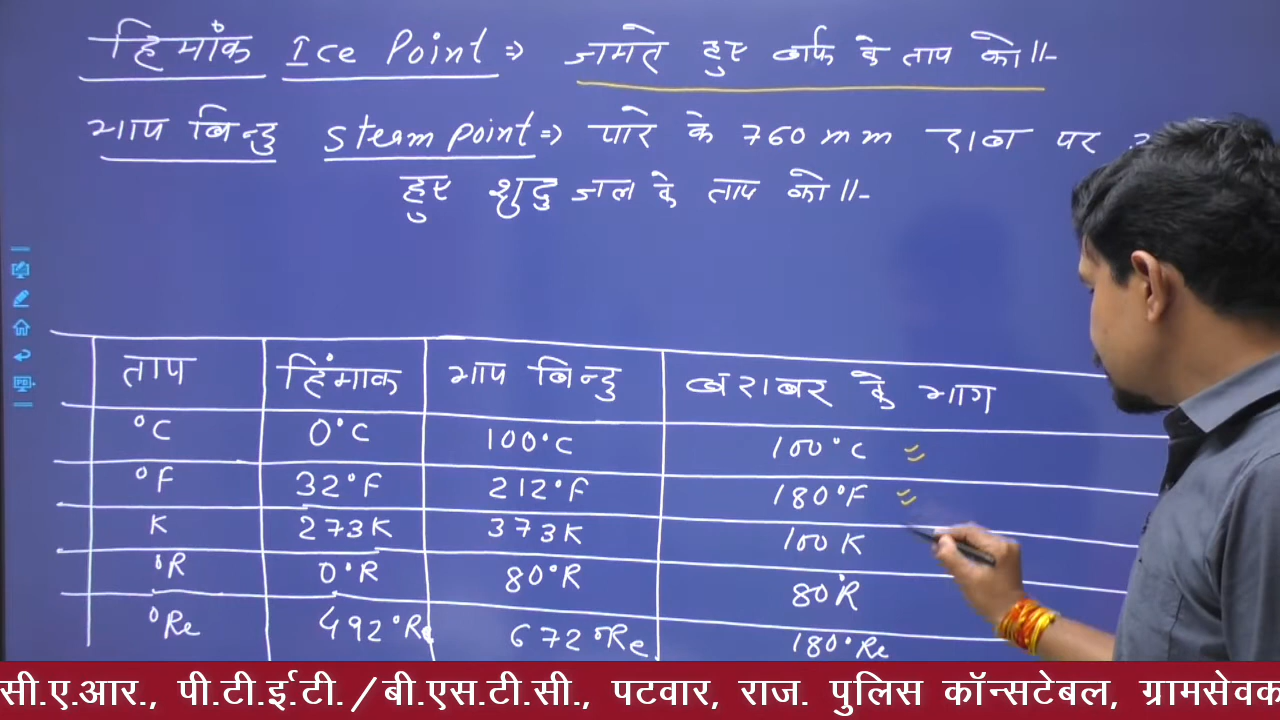 हिमांक Ice Point ⇒ जमते हुए बर्फ के ताप को॥-
भाप बिन्दु Steam point ⇒ पारे के 760 mm दाब पर
हुए शुद्ध जल के ताप को॥-
ताप हिंमाक भाप बिन्दु बराबर के भाग
°C 0°C 100°C 100°C =
°F 32°F 212°F 180°F =
K 273K 373K 100 K
°R 0°R 80°R 80°R
°Re 492°Re 672°Re 180°Re
सी.ए.आर., पी.टी.ई.टी./बी.एस.टी.सी., पटवार, राज. पुलिस कॉन्सटेबल, ग्रामसेवक